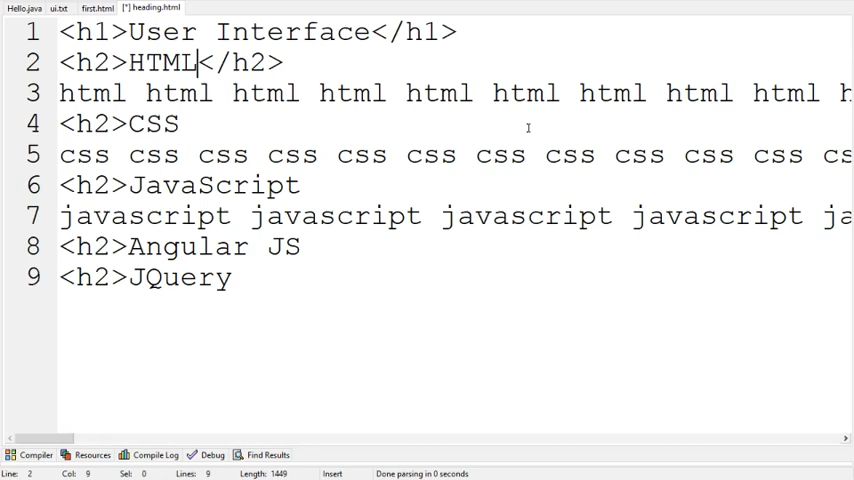 Hello.java ui.txt first.html [*] heading.html
1 <h1>User Interface</h1>
2 <h2>HTML</h2>
3 html html html html html html html html html h
4 <h2>CSS
5 css css css css css css css css css css css cs
6 <h2>JavaScript
7 javascript javascript javascript javascript ja
8 <h2>Angular JS
9 <h2>JQuery
Compiler Resources Compile Log Debug Find Results
Line: 2 Col: 9 Sel: 0 Lines: 9 Length: 1449 Insert Done parsing in 0 seconds